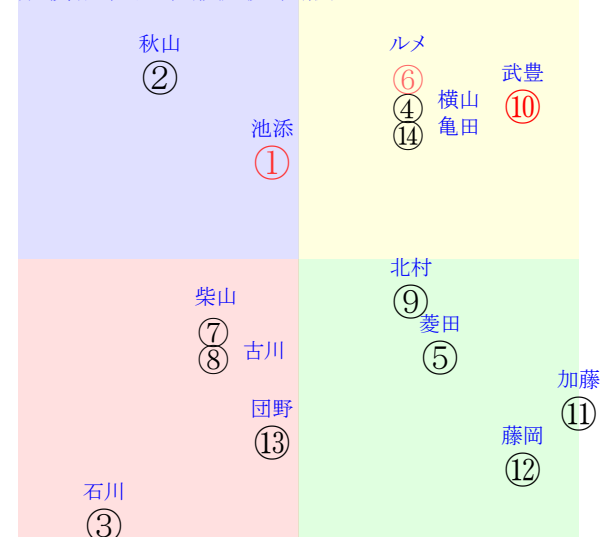 秋山
②
池添
①
ルメ
⑥
④
横山
⑭
亀田
武豊
⑩
柴山
⑦
⑧
古川
団野
⑬
石川
③
北村
⑨
菱田
⑤
加藤
⑪
藤岡
⑫